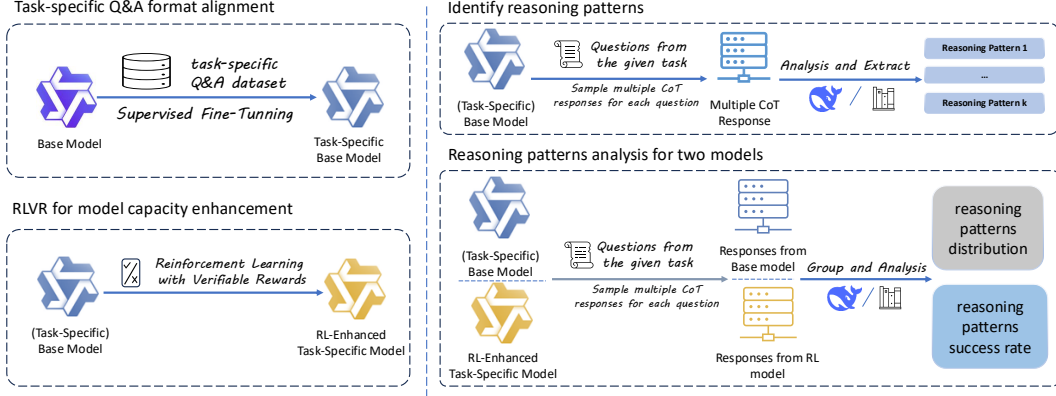 Task-specific Q&A format alignment
task-specific
Q&A dataset
Supervised Fine-Tunning
Base Model
Task-Specific
Base Model
RLVR for model capacity enhancement
Reinforcement Learning
with Verifiable Rewards
(Task-Specific)
Base Model
RL-Enhanced
Task-Specific Model
Identify reasoning patterns
Questions from
the given task
Sample multiple CoT
responses for each question
(Task-Specific)
Base Model
Multiple CoT
Response
Analysis and Extract
Reasoning Pattern 1
...
Reasoning Pattern k
Reasoning patterns analysis for two models
(Task-Specific)
Base Model
Questions from
the given task
Sample multiple CoT
responses for each question
RL-Enhanced
Task-Specific Model
Responses from
Base model
Responses from RL
model
Group and Analysis
reasoning
patterns
distribution
reasoning
patterns
success rate